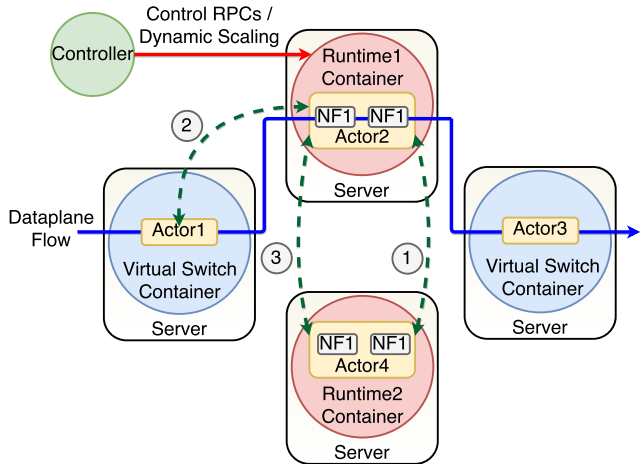 Control RPCs /
Dynamic Scaling
Controller
Runtime1
Container
NF1 NF1
Actor2
Server
2
Dataplane
Flow
Actor1
Virtual Switch
Container
Server
3
1
Actor3
Virtual Switch
Container
Server
NF1 NF1
Actor4
Runtime2
Container
Server